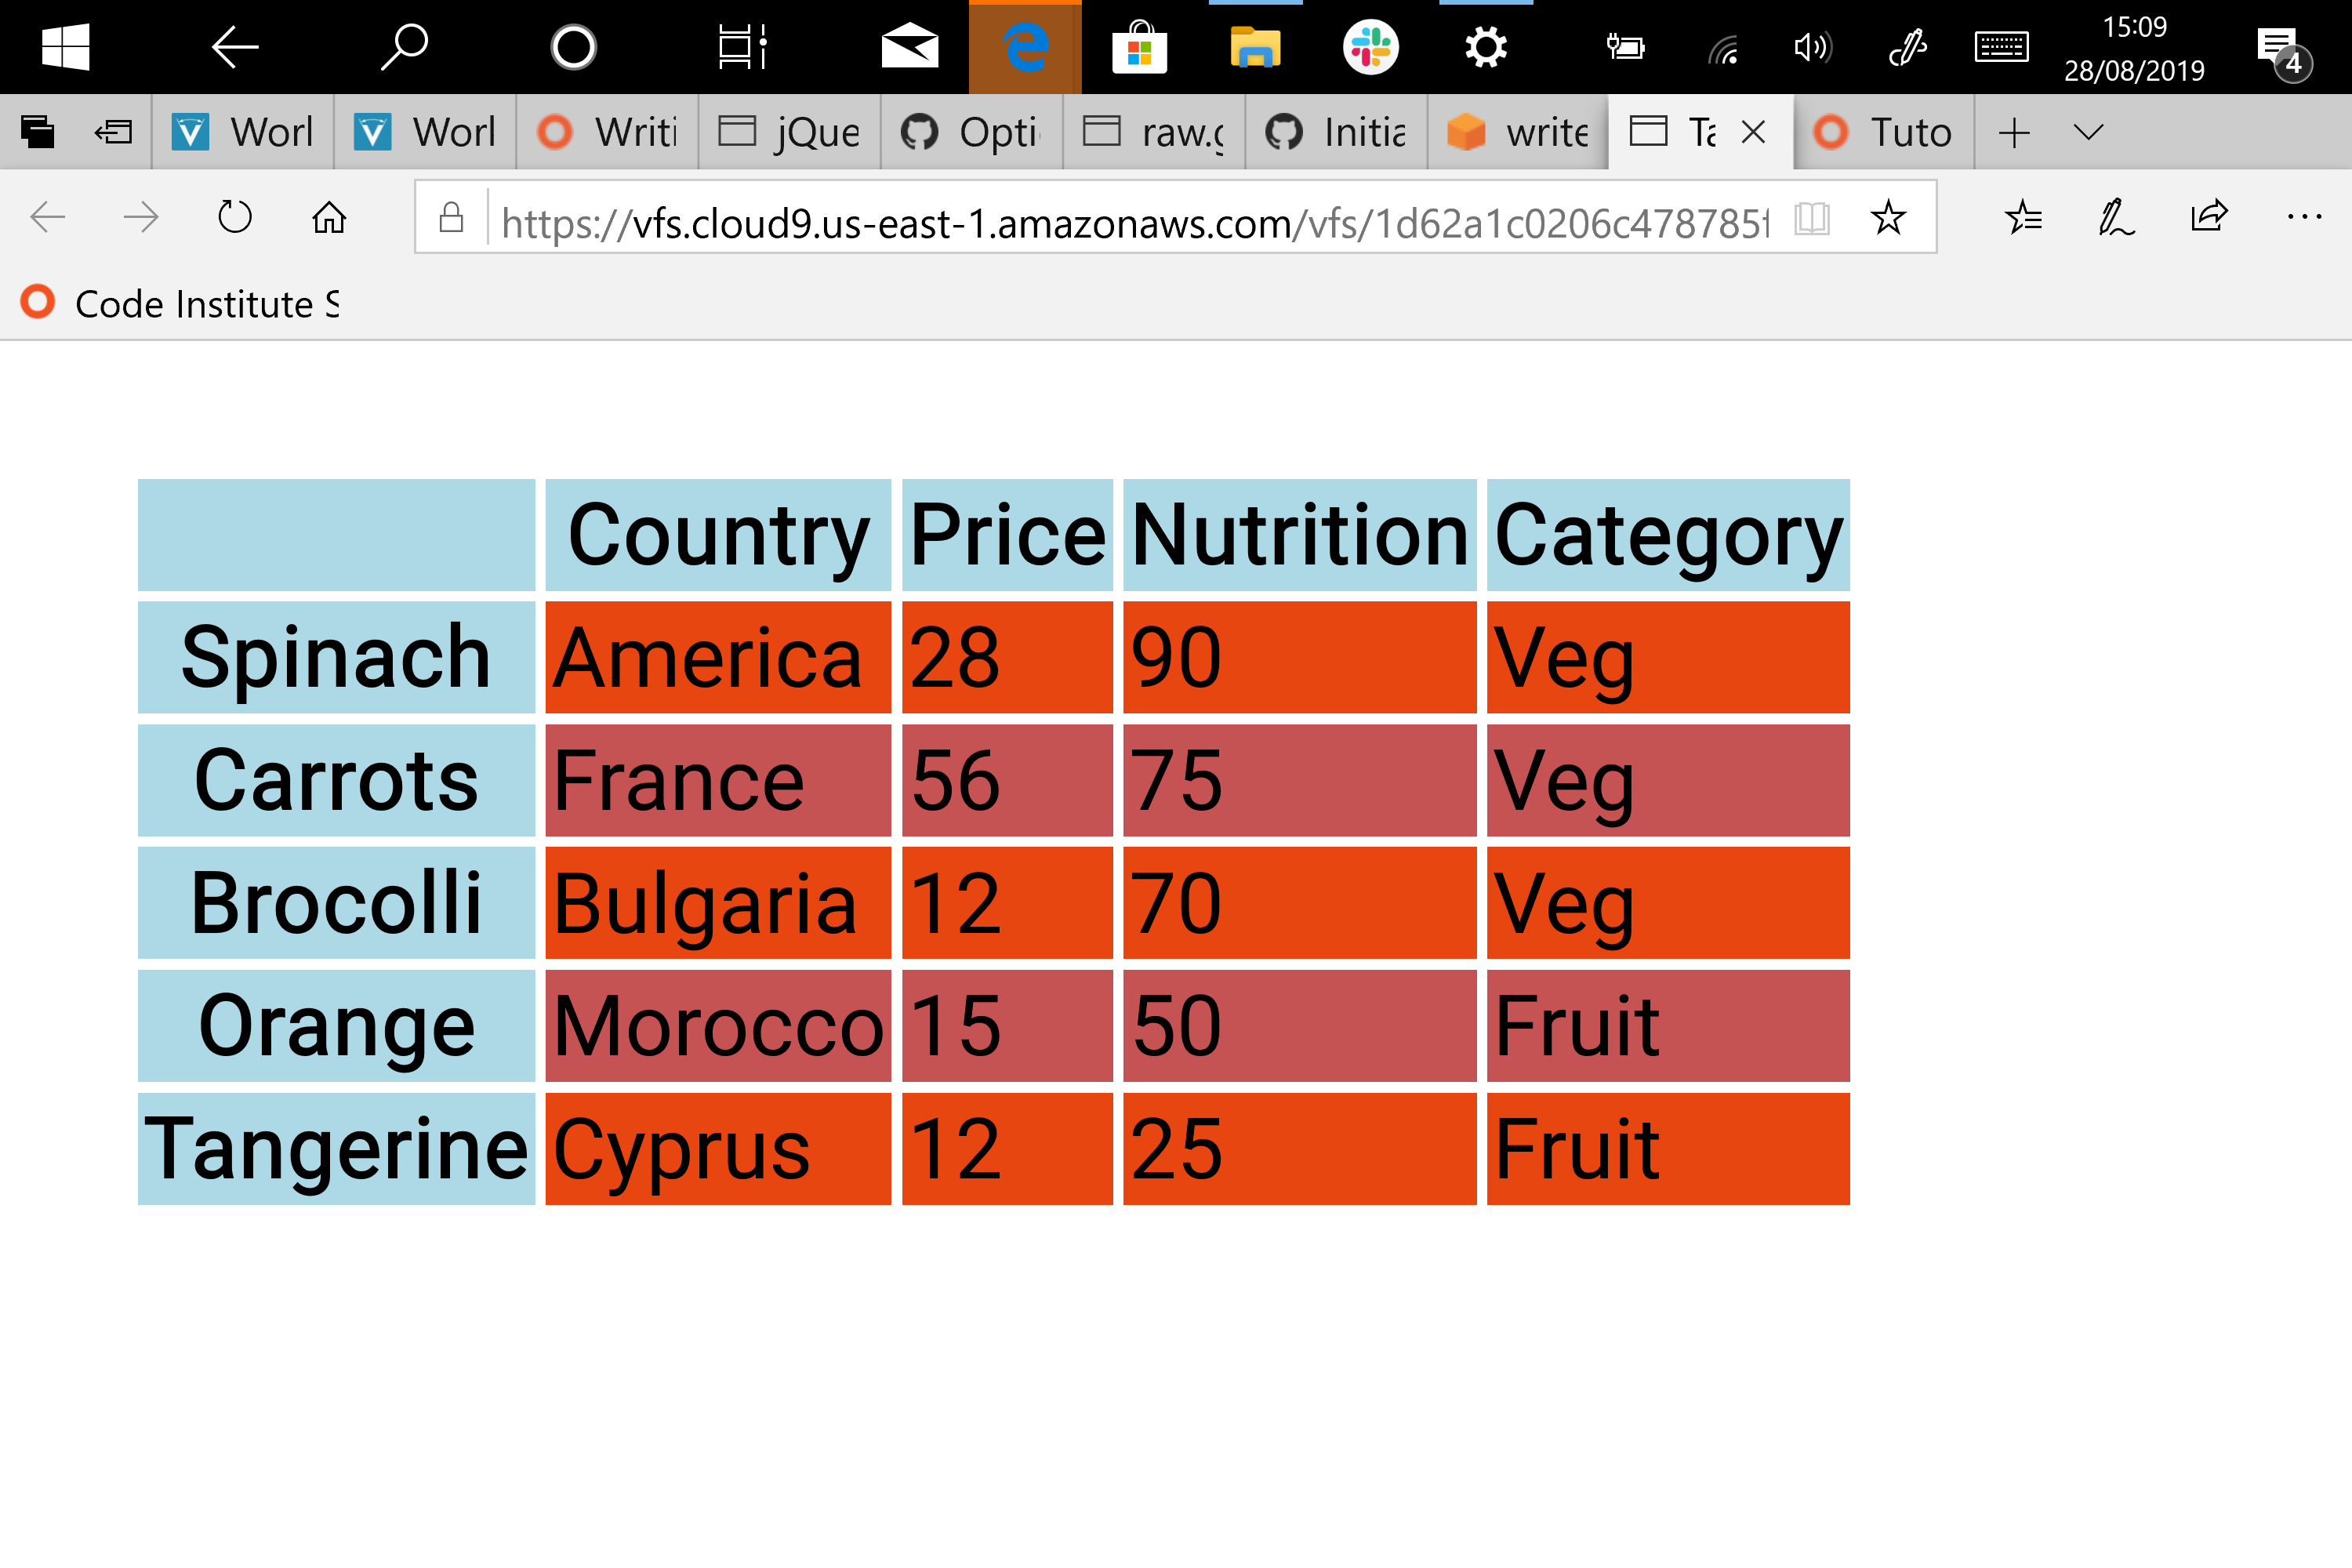 15:09
28/08/2019
4
Worl
Worl
Writi
jQue
Opti
raw.g
Initia
write
Ta
Tuto
https://vfs.cloud9.us-east-1.amazonaws.com/vfs/1d62a1c0206c478785f
Code Institute S
Country Price Nutrition Category
Spinach America 28 90 Veg
Carrots France 56 75 Veg
Brocolli Bulgaria 12 70 Veg
Orange Morocco 15 50 Fruit
Tangerine Cyprus 12 25 Fruit